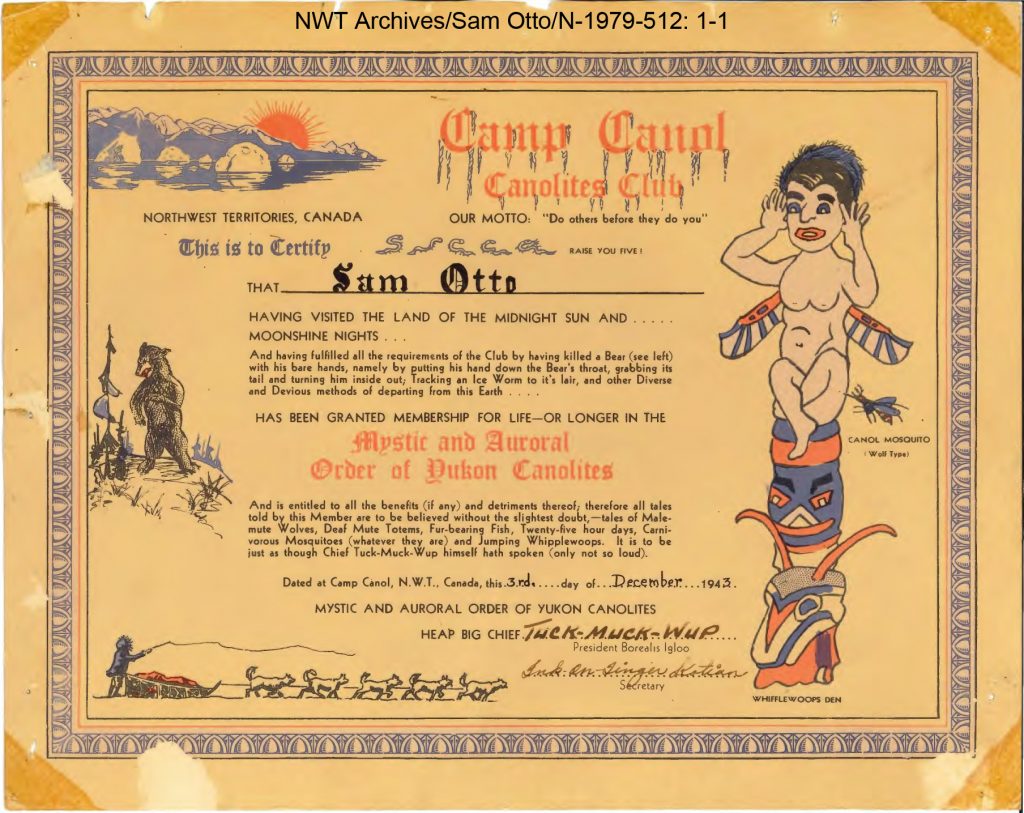 NWT Archives/Sam Otto/N-1979-512: 1-1
Camp Canol
Canolites Club
NORTHWEST TERRITORIES, CANADA
OUR MOTTO: "Do others before they do you"
This is to Certify
RAISE YOU FIVE!
THAT Sam Otto
HAVING VISITED THE LAND OF THE MIDNIGHT SUN AND . . . . .
MOONSHINE NIGHTS . . .
And having fulfilled all the requirements of the Club by having killed a Bear (see left)
with his bare hands, namely by putting his hand down the Bear's throat, grabbing its
tail and turning him inside out; Tracking an Ice Worm to it's lair, and other Diverse
and Devious methods of departing from this Earth . . . .
HAS BEEN GRANTED MEMBERSHIP FOR LIFE—OR LONGER IN THE
Mystic and Auroral
Order of Yukon Canolites
CANOL MOSQUITO
(Wolf Type)
And is entitled to all the benefits (if any) and detriments thereof; therefore all tales
told by this Member are to be believed without the slightest doubt,—tales of Male-
mute Wolves, Deaf Mute Totems, Fur-bearing Fish, Twenty-five hour days, Carni-
vorous Mosquitoes (whatever they are) and Jumping Whipplewoops. It is to be
just as though Chief Tuck-Muck-Wup himself hath spoken (only not so loud).
Dated at Camp Canol, N.W.T., Canada, this 3rd. .... day of ... December ... 1943.
MYSTIC AND AURORAL ORDER OF YUKON CANOLITES
HEAP BIG CHIEF TUCK-MUCK-WUP .....
President Borealis Igloo
Secretary
WHIFFLEWOOPS DEN